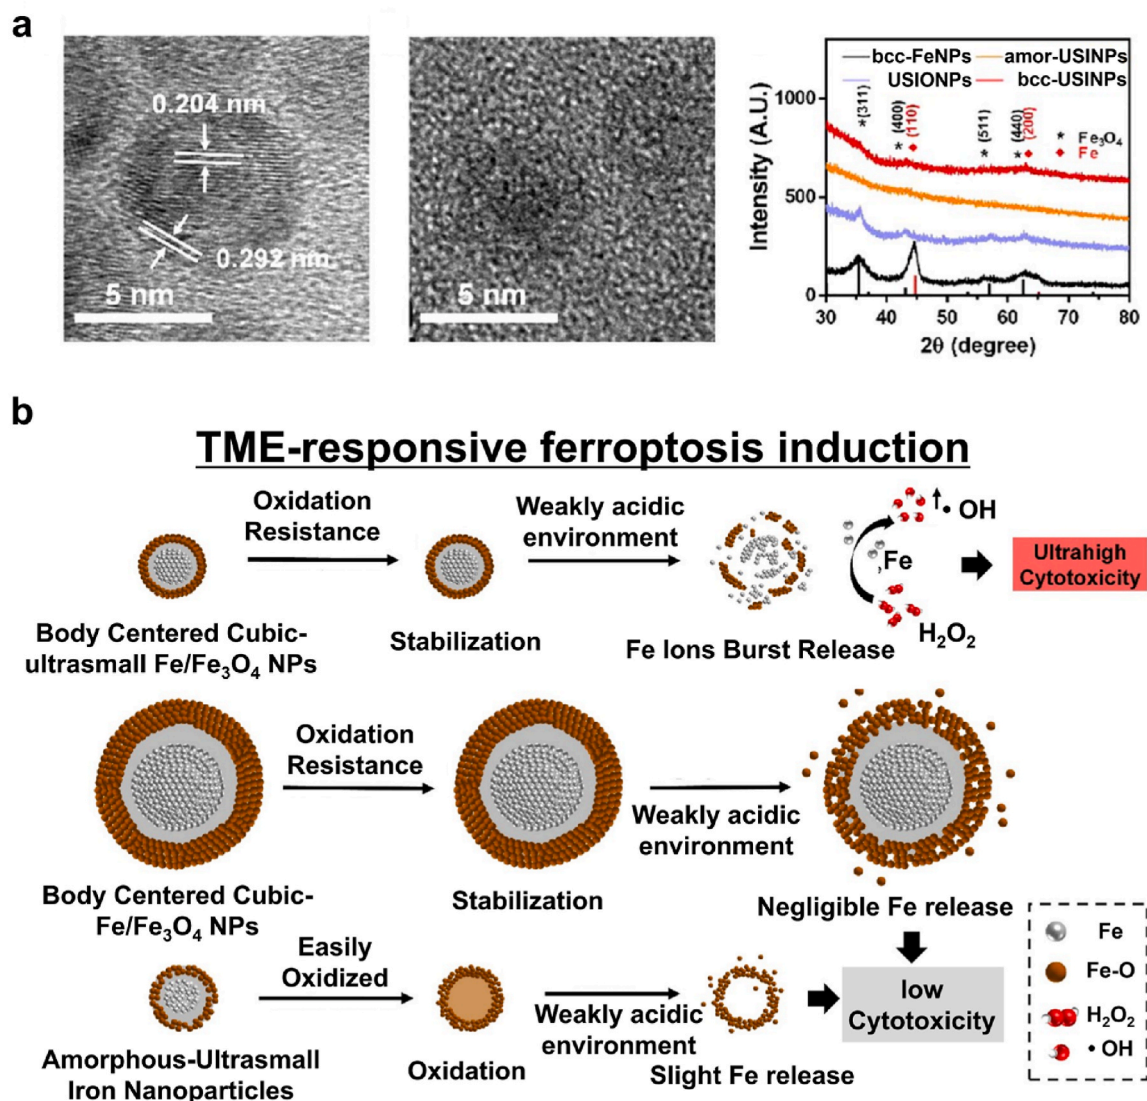 a
0.204 nm
0.292 nm
5 nm
5 nm
bcc-FeNPs
amor-USINPs
USIONPs
bcc-USINPs
*(311)
* (400)
(110)
* (511)
* (440)
(200)
* Fe₃O₄
Fe
1000
500
0
Intensity (A.U.)
30 40 50 60 70 80
2θ (degree)
b
TME-responsive ferroptosis induction
Oxidation
Resistance
Weakly acidic
environment
• OH
,Fe
H₂O₂
Ultrahigh
Cytotoxicity
Body Centered Cubic-
ultrasmall Fe/Fe₃O₄ NPs
Stabilization
Fe Ions Burst Release
Oxidation
Resistance
Weakly acidic
environment
Body Centered Cubic-
Fe/Fe₃O₄ NPs
Stabilization
Negligible Fe release
Easily
Oxidized
Weakly acidic
environment
low
Cytotoxicity
Amorphous-Ultrasmall
Iron Nanoparticles
Oxidation
Slight Fe release
Fe
Fe-O
H₂O₂
• OH